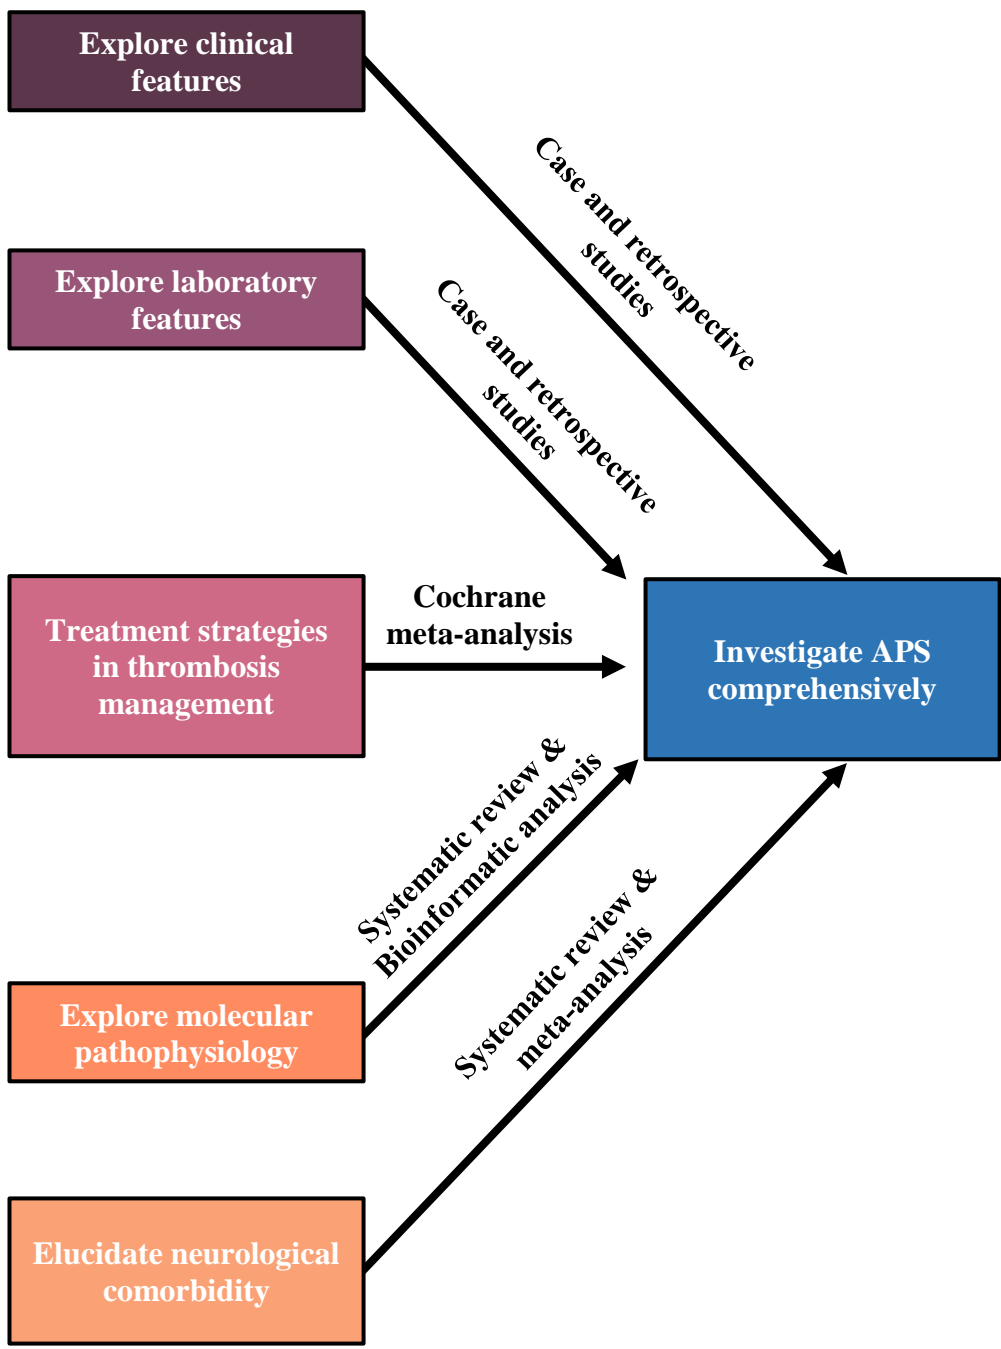 Explore clinical
features
Case and retrospective
studies
Explore laboratory
features
Case and retrospective
studies
Treatment strategies
in thrombosis
management
Cochrane
meta-analysis
Investigate APS
comprehensively
Systematic review &
Bioinformatic analysis
Explore molecular
pathophysiology
Systematic review &
meta-analysis
Elucidate neurological
comorbidity